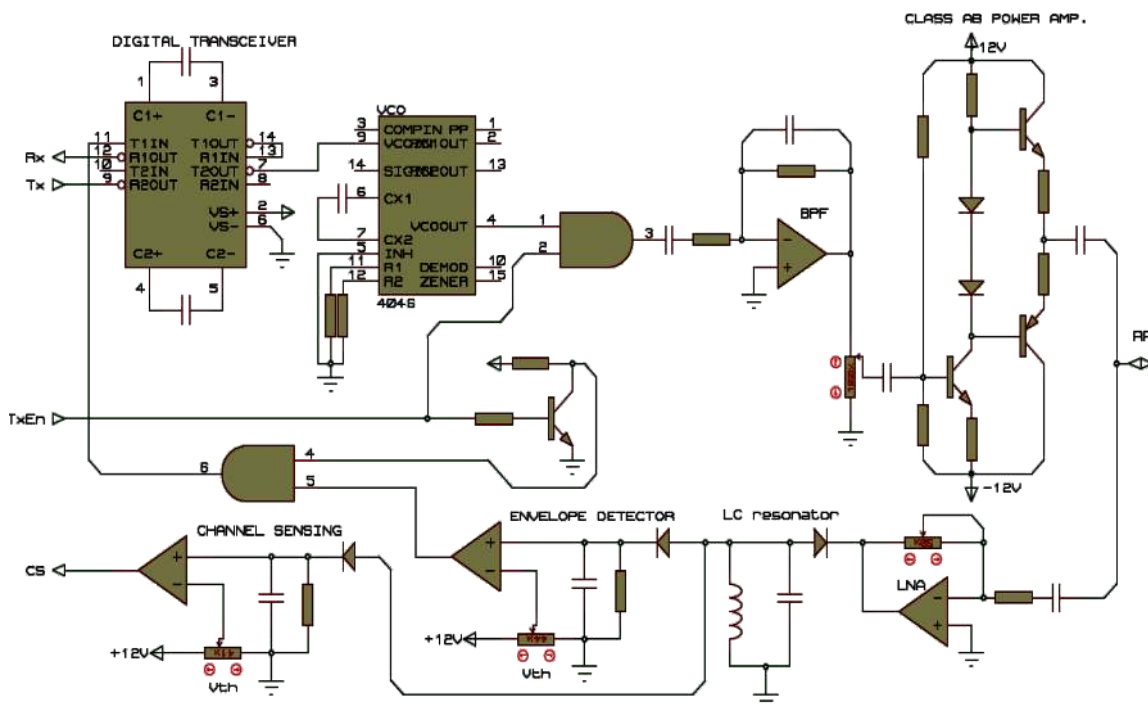 CLASS AB POWER AMP.
12V
DIGITAL TRANSCEIVER
1 3
C1+ C1-
11 T1IN T1OUT 14
12 R1OUT R1IN 13
10 T2IN T2OUT 7
9 R2OUT R2IN 8
VS+ 2
VS- 6
C2+ C2-
4 5
Rx
Tx
VCO
3 COMPIN PP 1
9 2
14 13
6 CX1
VCOOUT 4
7 CX2
5 INH
11 R1 DEMOD 10
12 R2 ZENER 15
4046
1
2
3
BPF
-
+
TxEn
6
4
5
-12V
CHANNEL SENSING
ENVELOPE DETECTOR
LC resonator
LNA
CS
+
-
+
-
-
+
+12V
Vth
+12V
Vth